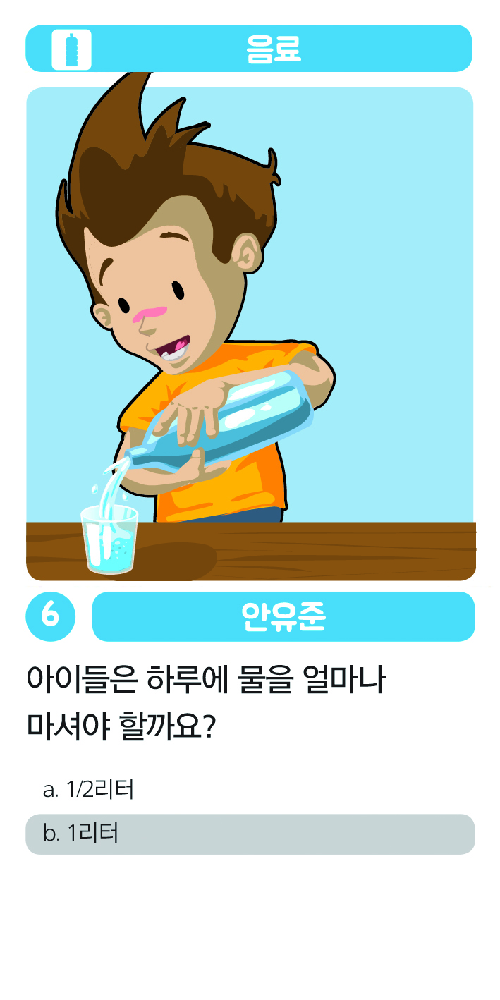 음료
6
안유준
아이들은 하루에 물을 얼마나
마셔야 할까요?
a. 1/2리터
b. 1리터